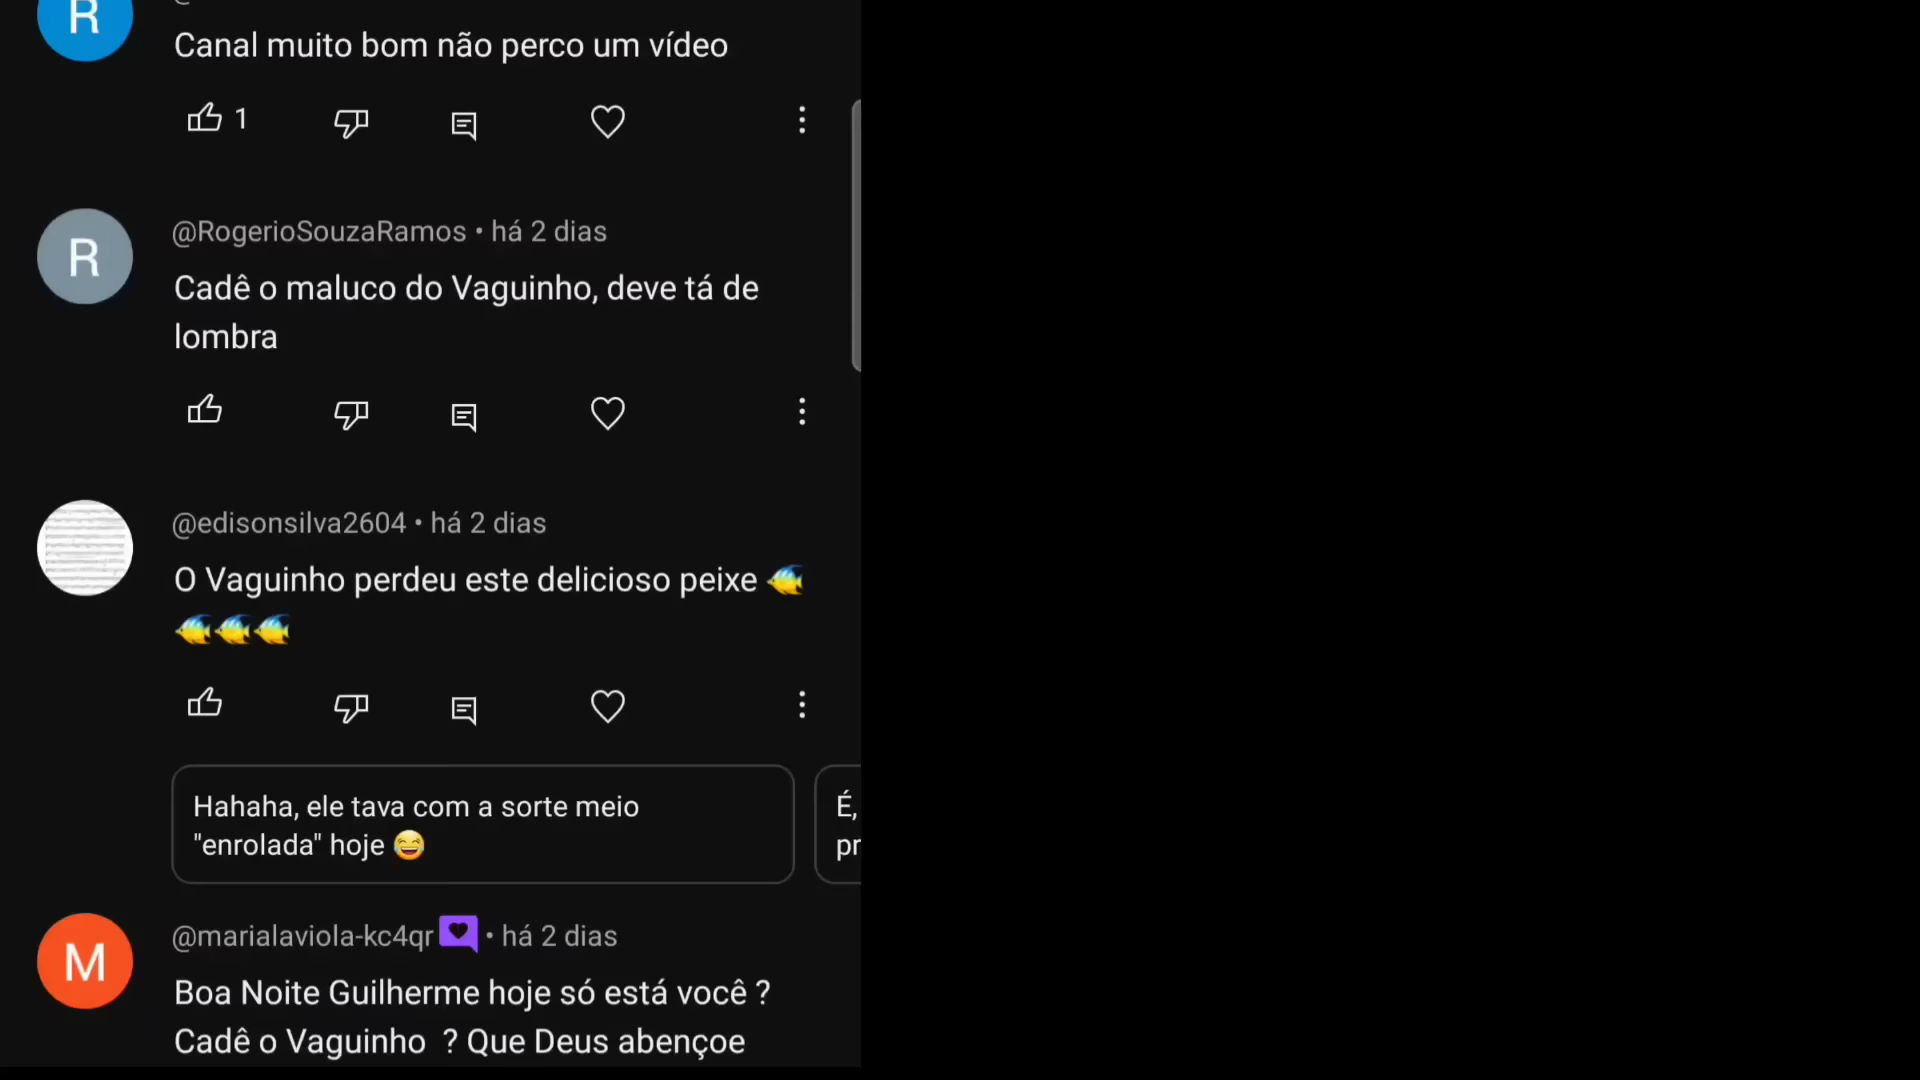 R
Canal muito bom não perco um vídeo
1
R
@RogerioSouzaRamos • há 2 dias
Cadê o maluco do Vaguinho, deve tá de
lombra
@edisonsilva2604 • há 2 dias
O Vaguinho perdeu este delicioso peixe 🐠
🐠🐠🐠
Hahaha, ele tava com a sorte meio
"enrolada" hoje 😂
É,
pr
M
@marialaviola-kc4qr • há 2 dias
Boa Noite Guilherme hoje só está você ?
Cadê o Vaguinho  ? Que Deus abençoe